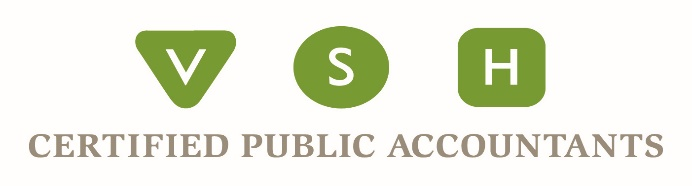 V S H
CERTIFIED PUBLIC ACCOUNTANTS